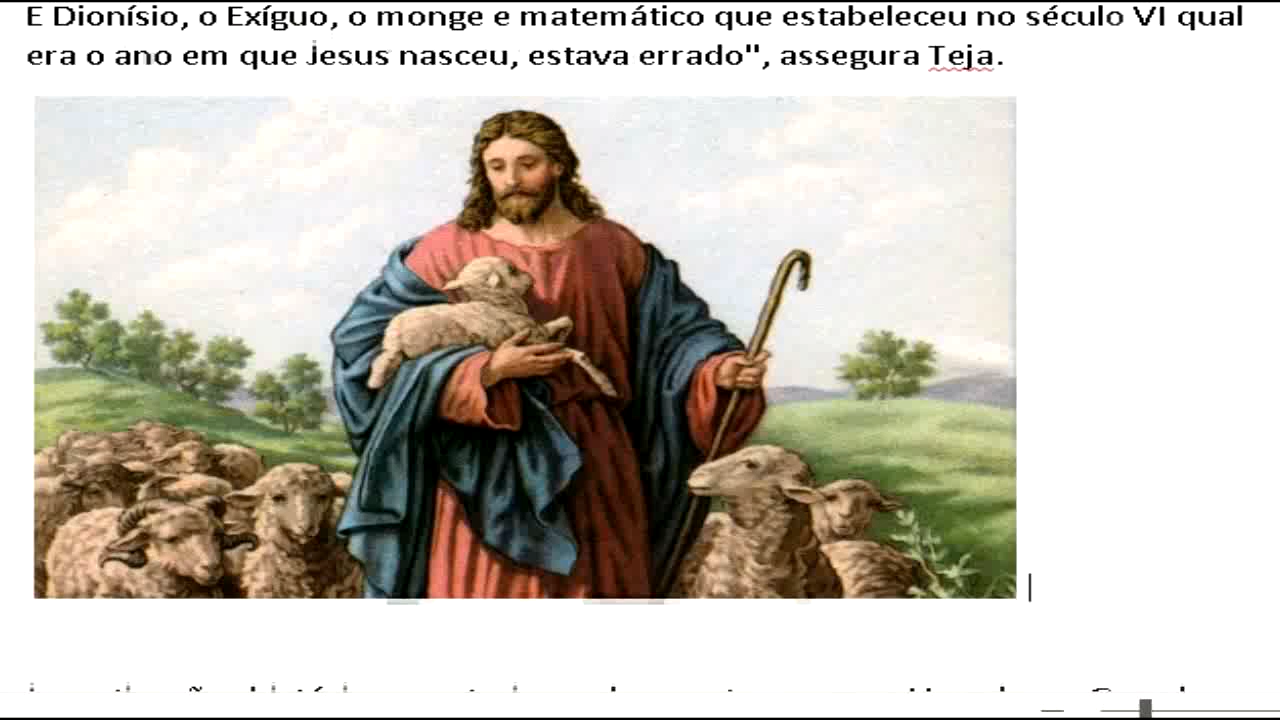 E Dionísio, o Exíguo, o monge e matemático que estabeleceu no século VI qual
era o ano em que Jesus nasceu, estava errado", assegura Teja.